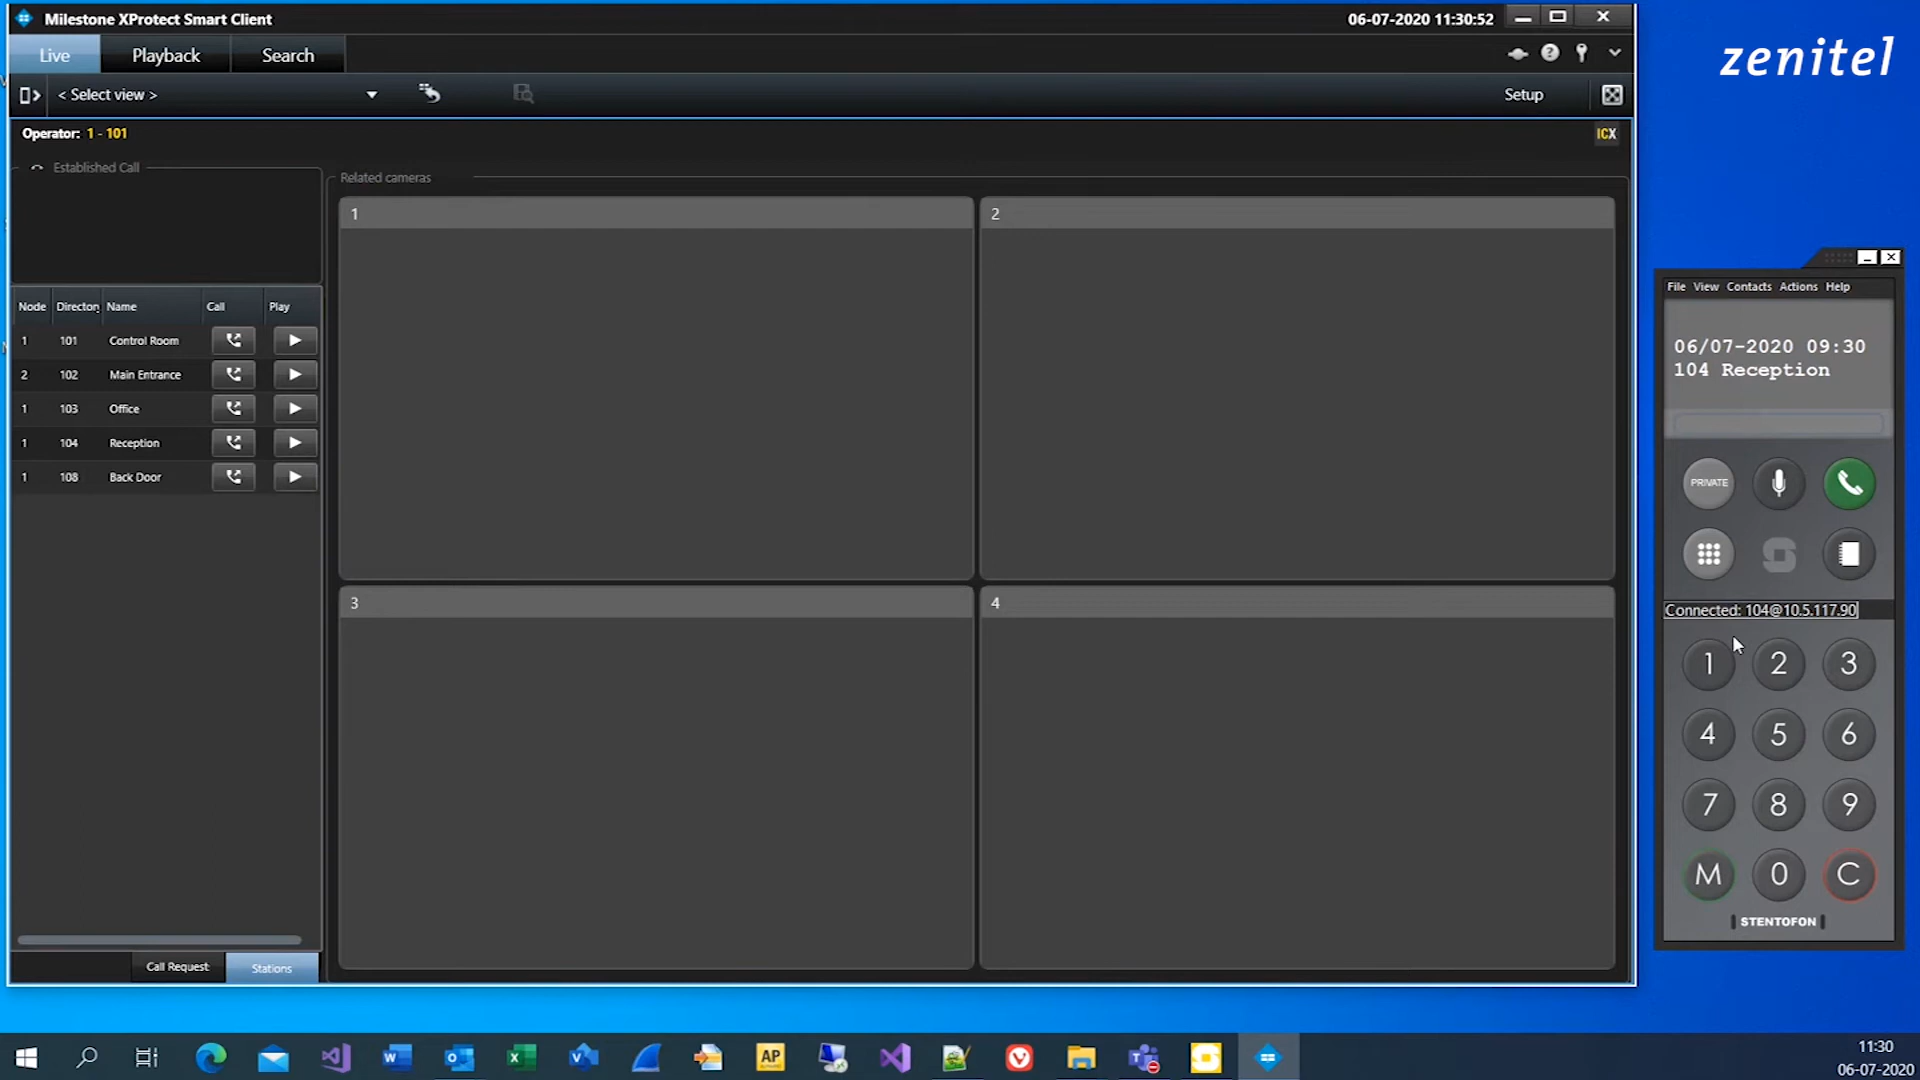 Milestone XProtect Smart Client
06-07-2020 11:30:52
Live
Playback
Search
< Select view >
Setup
Operator: 1 - 101
ICX
Established Call
Related cameras
1
2
3
4
Node Director Name Call Play
1 101 Control Room
2 102 Main Entrance
1 103 Office
1 104 Reception
1 108 Back Door
Call Request
Stations
zenitel
File View Contacts Actions Help
06/07-2020 09:30
104 Reception
PRIVATE
Connected: 104@10.5.117.90
1 2 3
4 5 6
7 8 9
M 0 C
STENTOFON
AP
11:30
06-07-2020